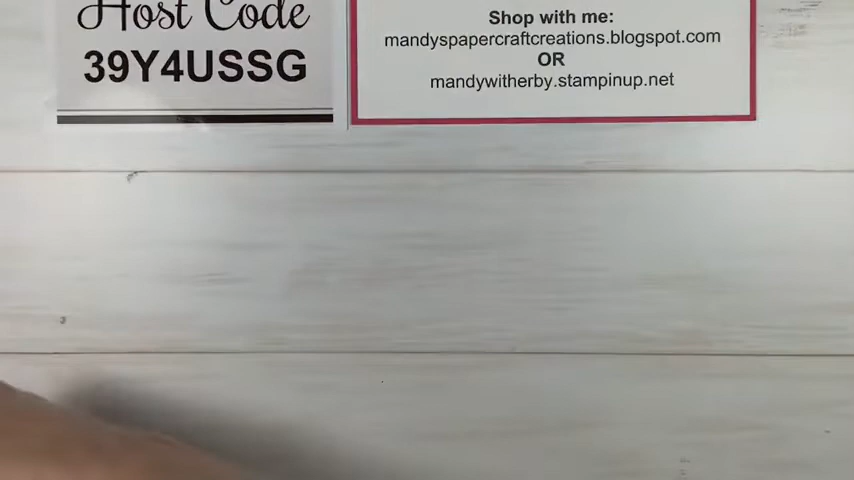 Host Code
39Y4USSG
Shop with me:
mandyspapercraftcreations.blogspot.com
OR
mandywitherby.stampinup.net